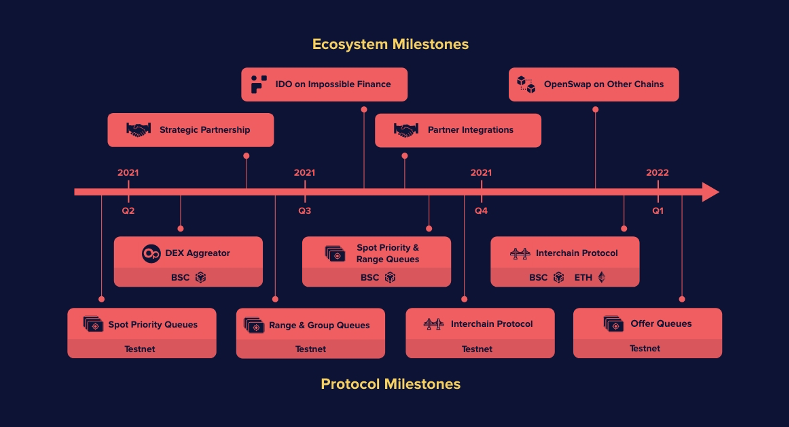 Ecosystem Milestones
IDO on Impossible Finance
OpenSwap on Other Chains
Strategic Partnership
Partner Integrations
2021
2021
2021
2022
Q2
Q3
Q4
Q1
DEX Aggreator
BSC
Spot Priority &
Range Queues
BSC
Interchain Protocol
BSC ETH
Spot Priority Queues
Testnet
Range & Group Queues
Testnet
Interchain Protocol
Testnet
Offer Queues
Testnet
Protocol Milestones